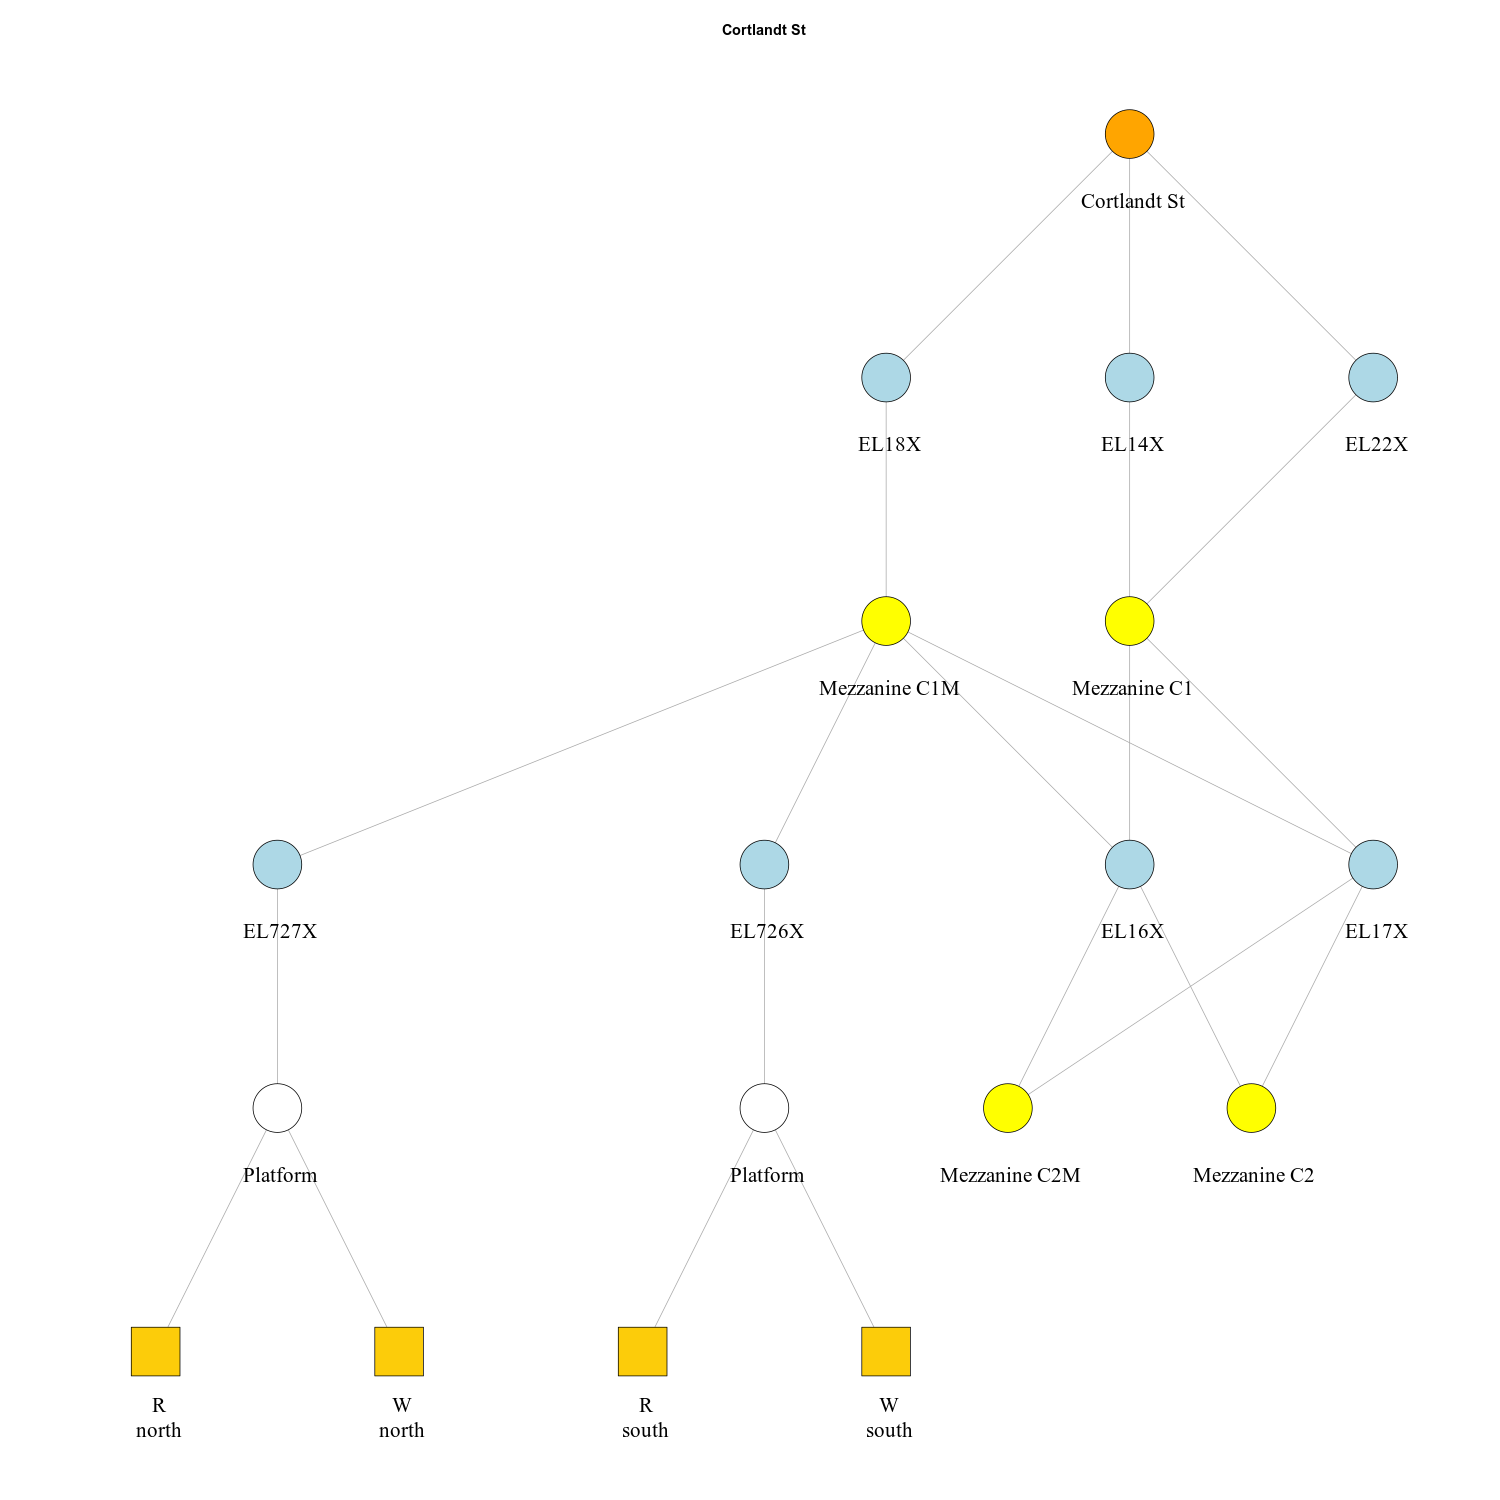 Cortlandt St
Cortlandt St
EL18X
EL14X
EL22X
Mezzanine C1M
Mezzanine C1
EL727X
EL726X
EL16X
EL17X
Platform
Platform
Mezzanine C2M
Mezzanine C2
R
north
W
north
R
south
W
south